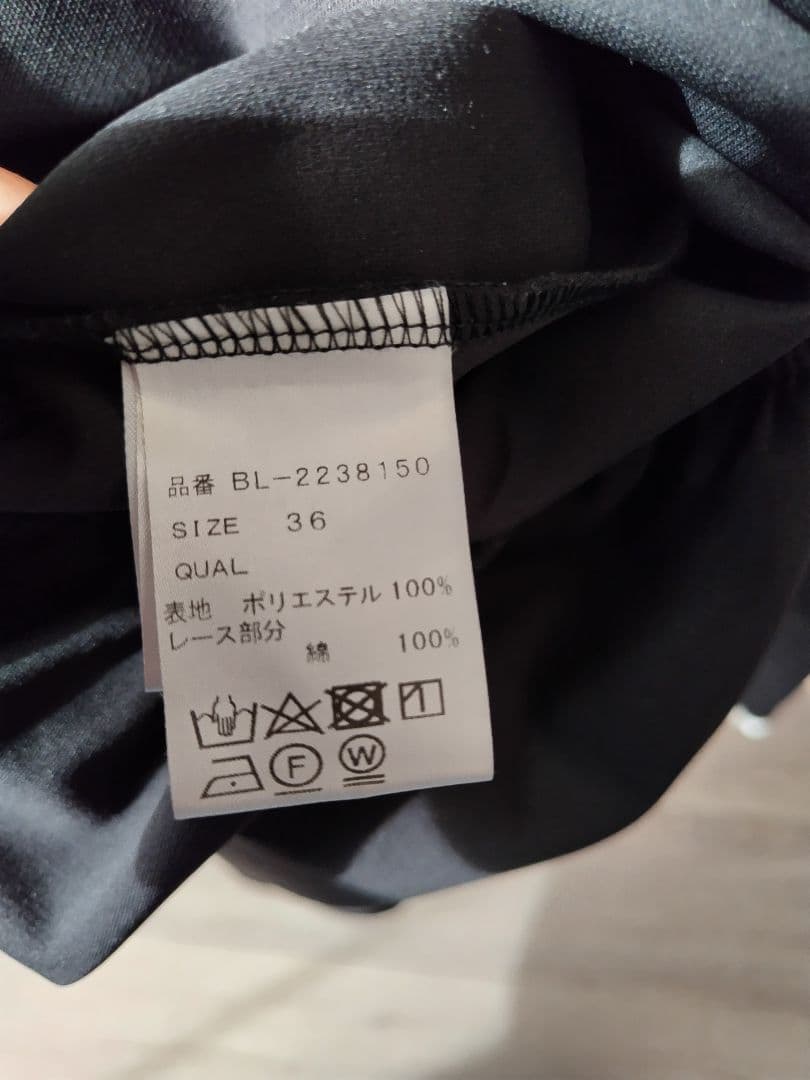 品番 BL-2238150
SIZE 36
QUAL
表地 ポリエステル 100%
レース部分
綿 100%
F W